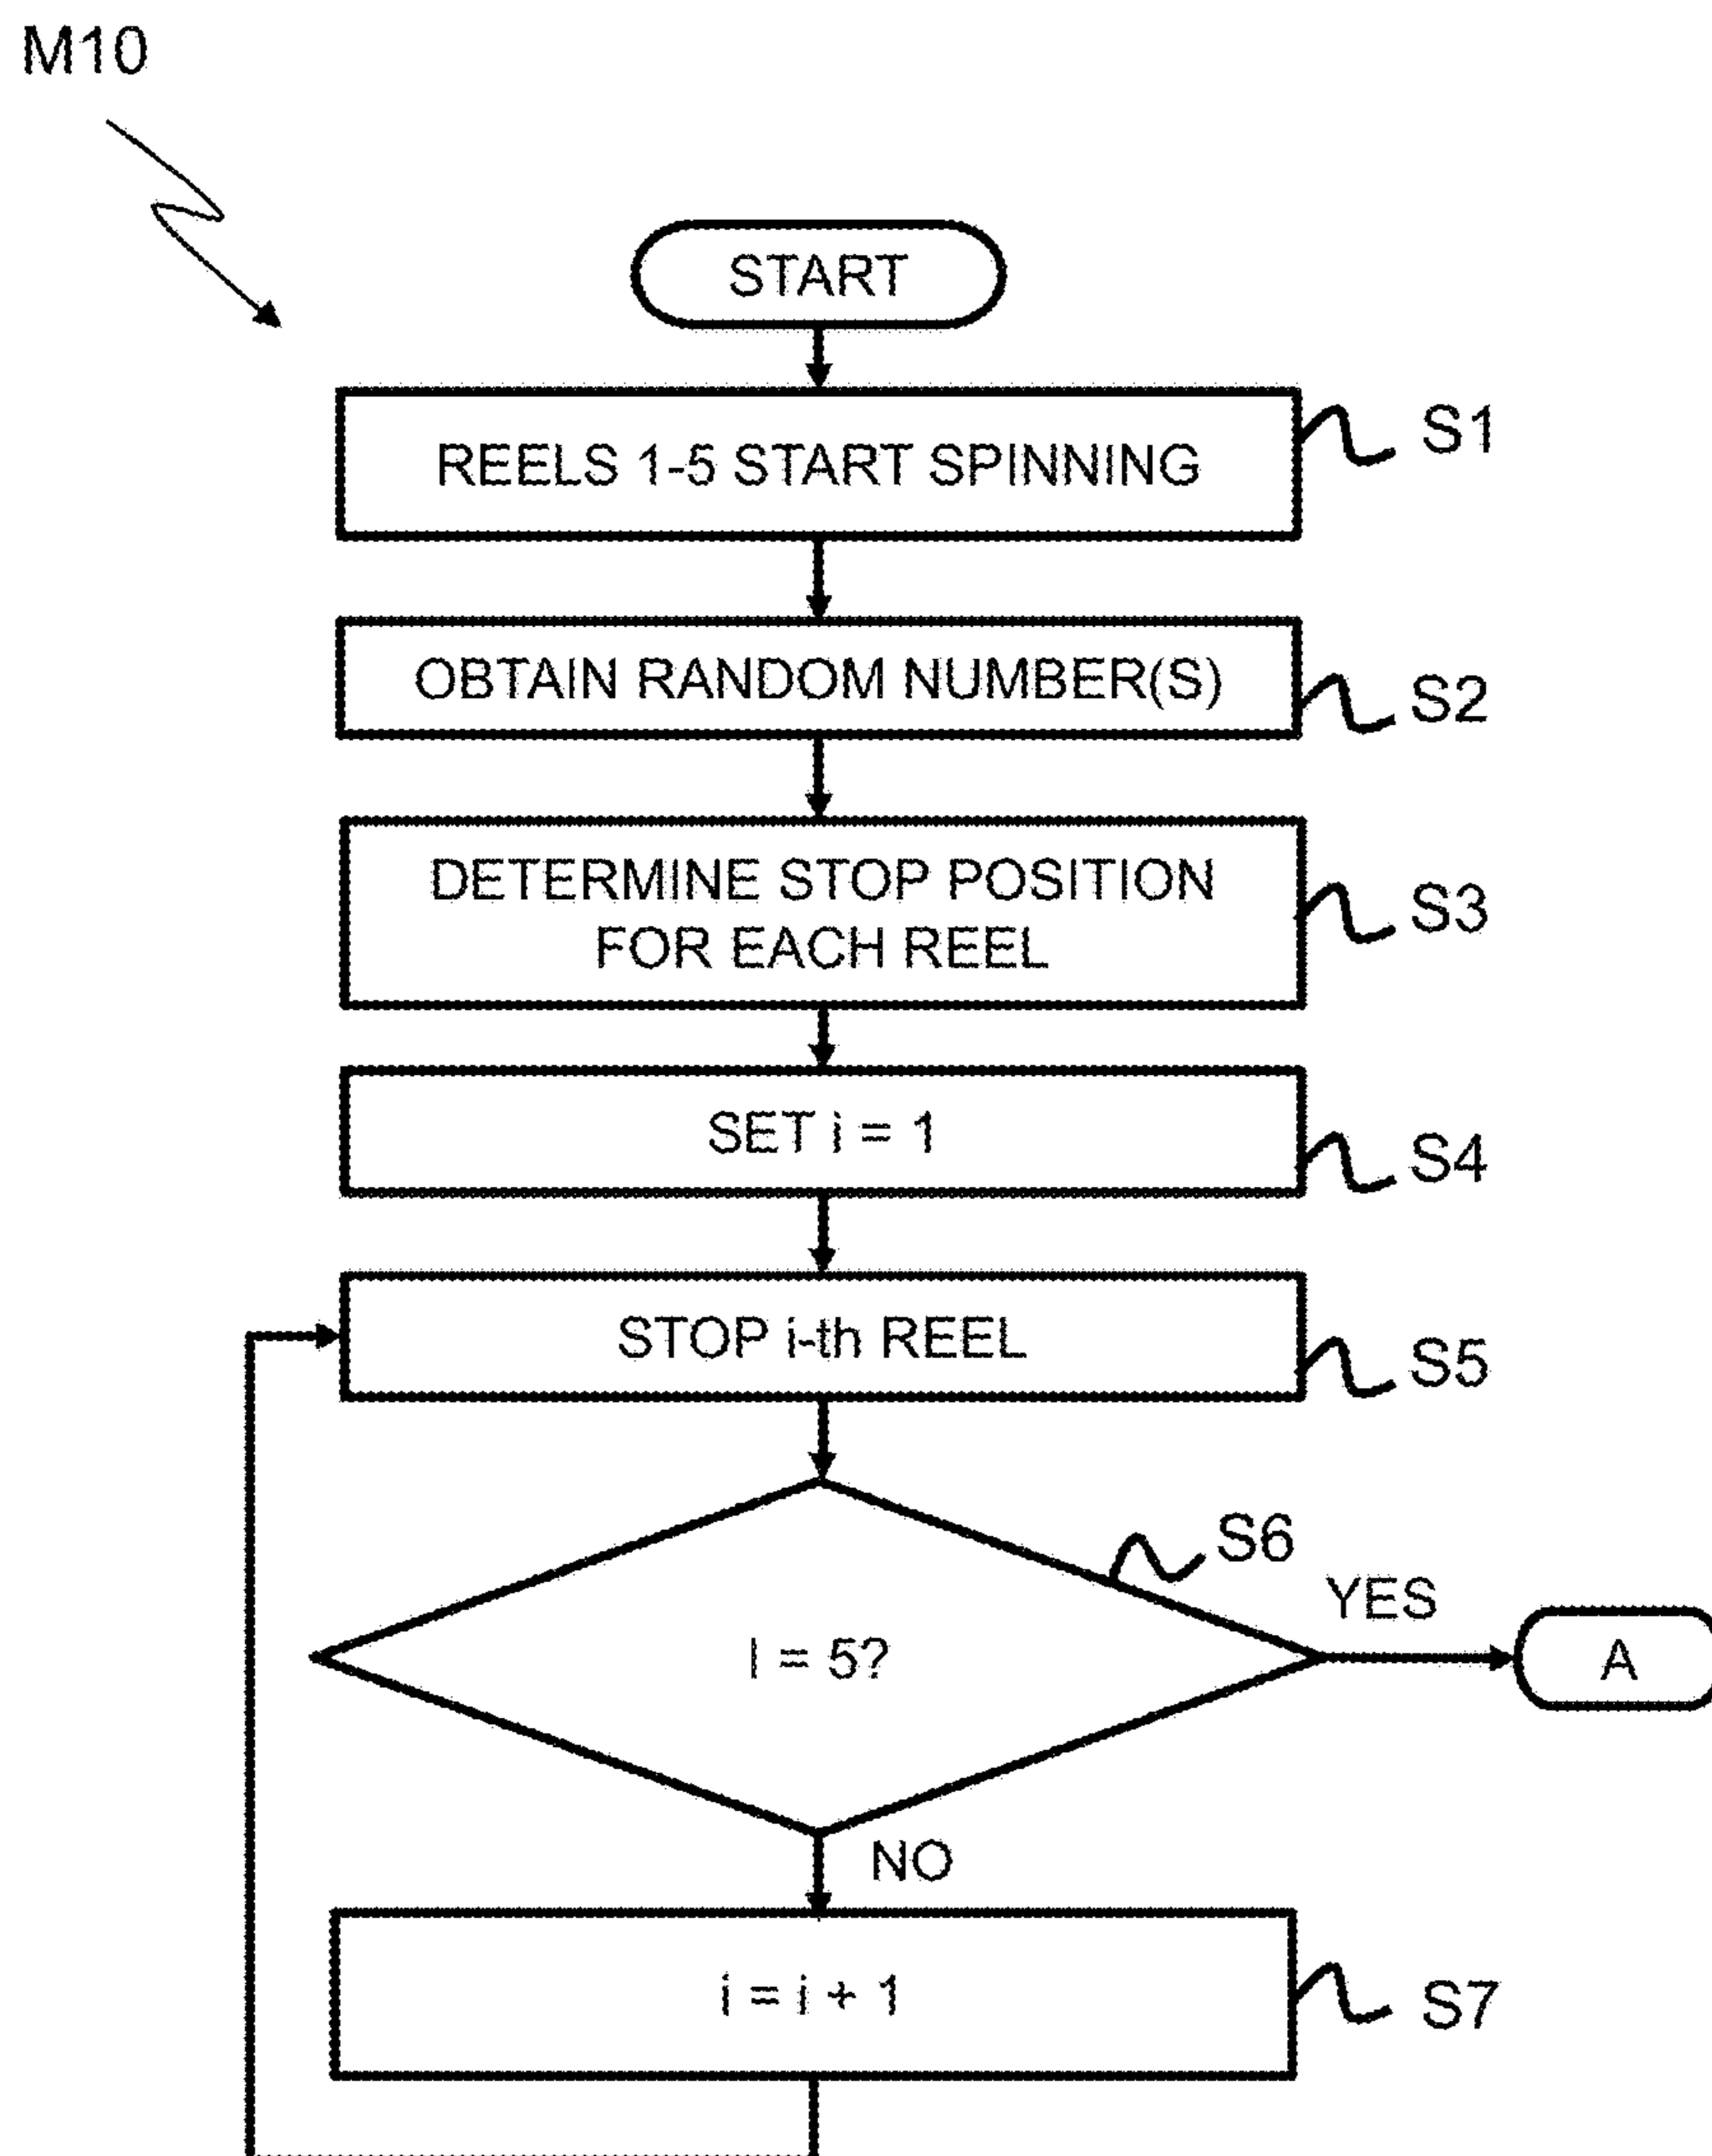 M10
START
REELS 1-5 START SPINNING
S1
OBTAIN RANDOM NUMBER(S)
S2
DETERMINE STOP POSITION
FOR EACH REEL
S3
SET i = 1
S4
STOP i-th REEL
S5
S6
I = 5?
YES
A
NO
i = i + 1
S7